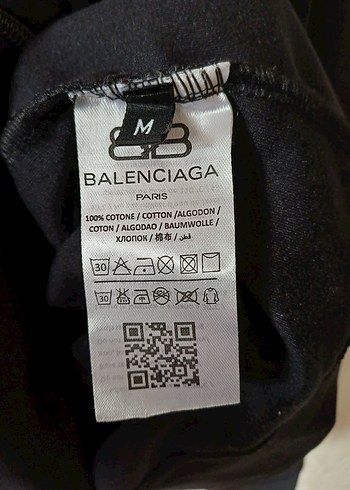 M
BALENCIAGA
PARIS
100% COTONE / COTTON /ALGODON /
COTON / ALGODAO / BAUMWOLLE /
ХЛОПОК / 棉布 / قطن
30
30